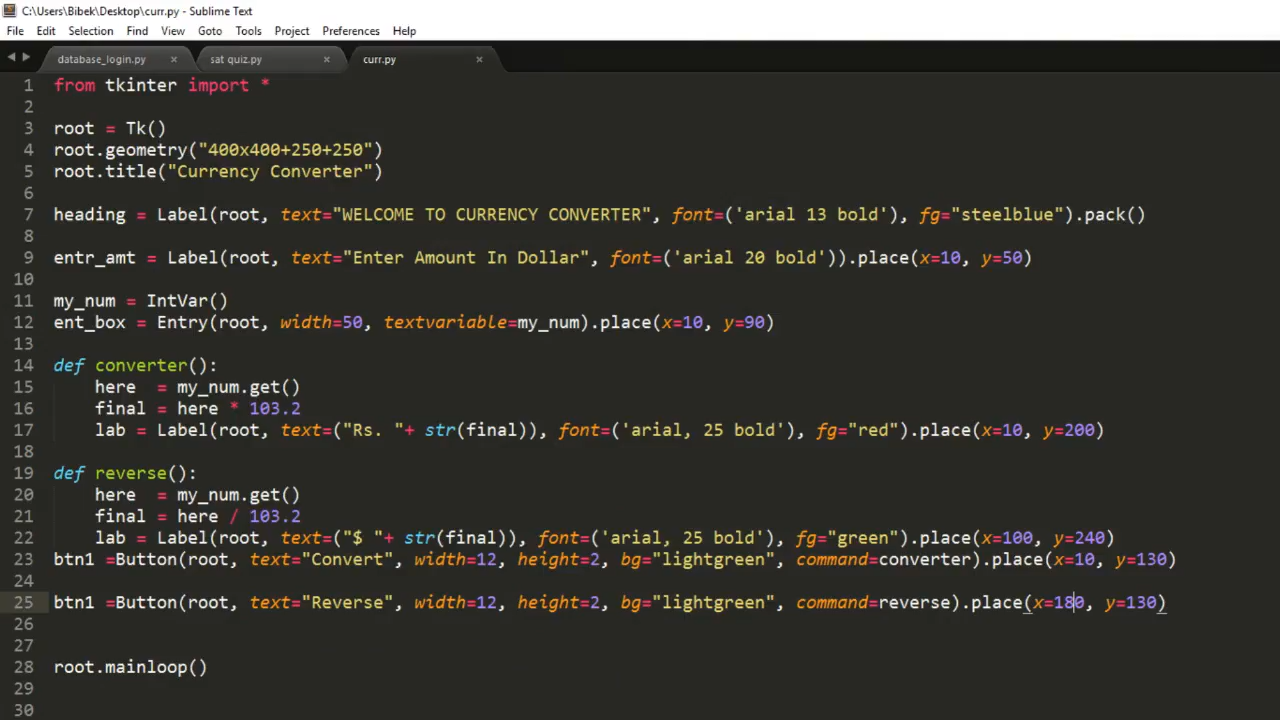 C:\Users\Bibek\Desktop\curr.py - Sublime Text
File Edit Selection Find View Goto Tools Project Preferences Help
database_login.py × sat quiz.py × curr.py ×
1 from tkinter import *
2
3 root = Tk()
4 root.geometry("400x400+250+250")
5 root.title("Currency Converter")
6
7 heading = Label(root, text="WELCOME TO CURRENCY CONVERTER", font=('arial 13 bold'), fg="steelblue").pack()
8
9 entr_amt = Label(root, text="Enter Amount In Dollar", font=('arial 20 bold')).place(x=10, y=50)
10
11 my_num = IntVar()
12 ent_box = Entry(root, width=50, textvariable=my_num).place(x=10, y=90)
13
14 def converter():
15     here  = my_num.get()
16     final = here * 103.2
17     lab = Label(root, text=("Rs. "+ str(final)), font=('arial, 25 bold'), fg="red").place(x=10, y=200)
18
19 def reverse():
20     here  = my_num.get()
21     final = here / 103.2
22     lab = Label(root, text=("$ "+ str(final)), font=('arial, 25 bold'), fg="green").place(x=100, y=240)
23 btn1 =Button(root, text="Convert", width=12, height=2, bg="lightgreen", command=converter).place(x=10, y=130)
24
25 btn1 =Button(root, text="Reverse", width=12, height=2, bg="lightgreen", command=reverse).place(x=180, y=130)
26
27
28 root.mainloop()
29
30